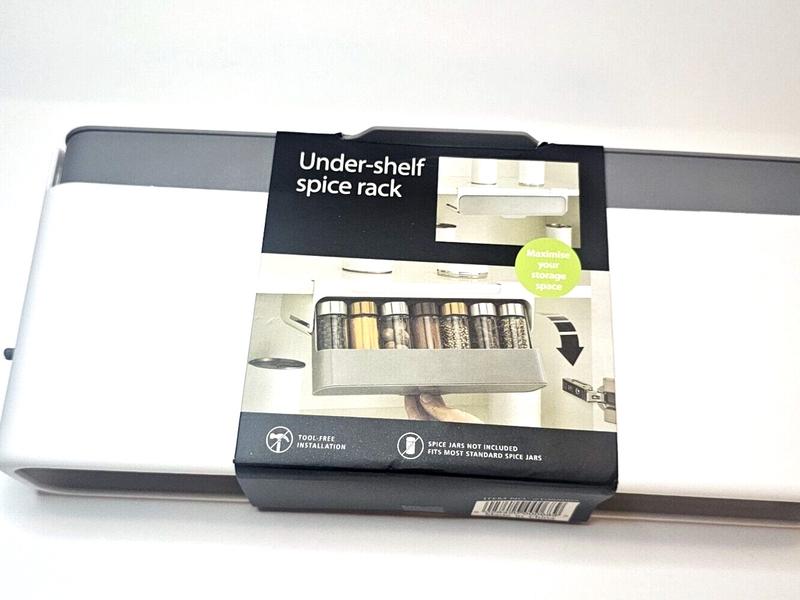 Under-shelf
spice rack
Maximise
your
storage
space
TOOL-FREE
INSTALLATION
SPICE JARS NOT INCLUDED
FITS MOST STANDARD SPICE JARS